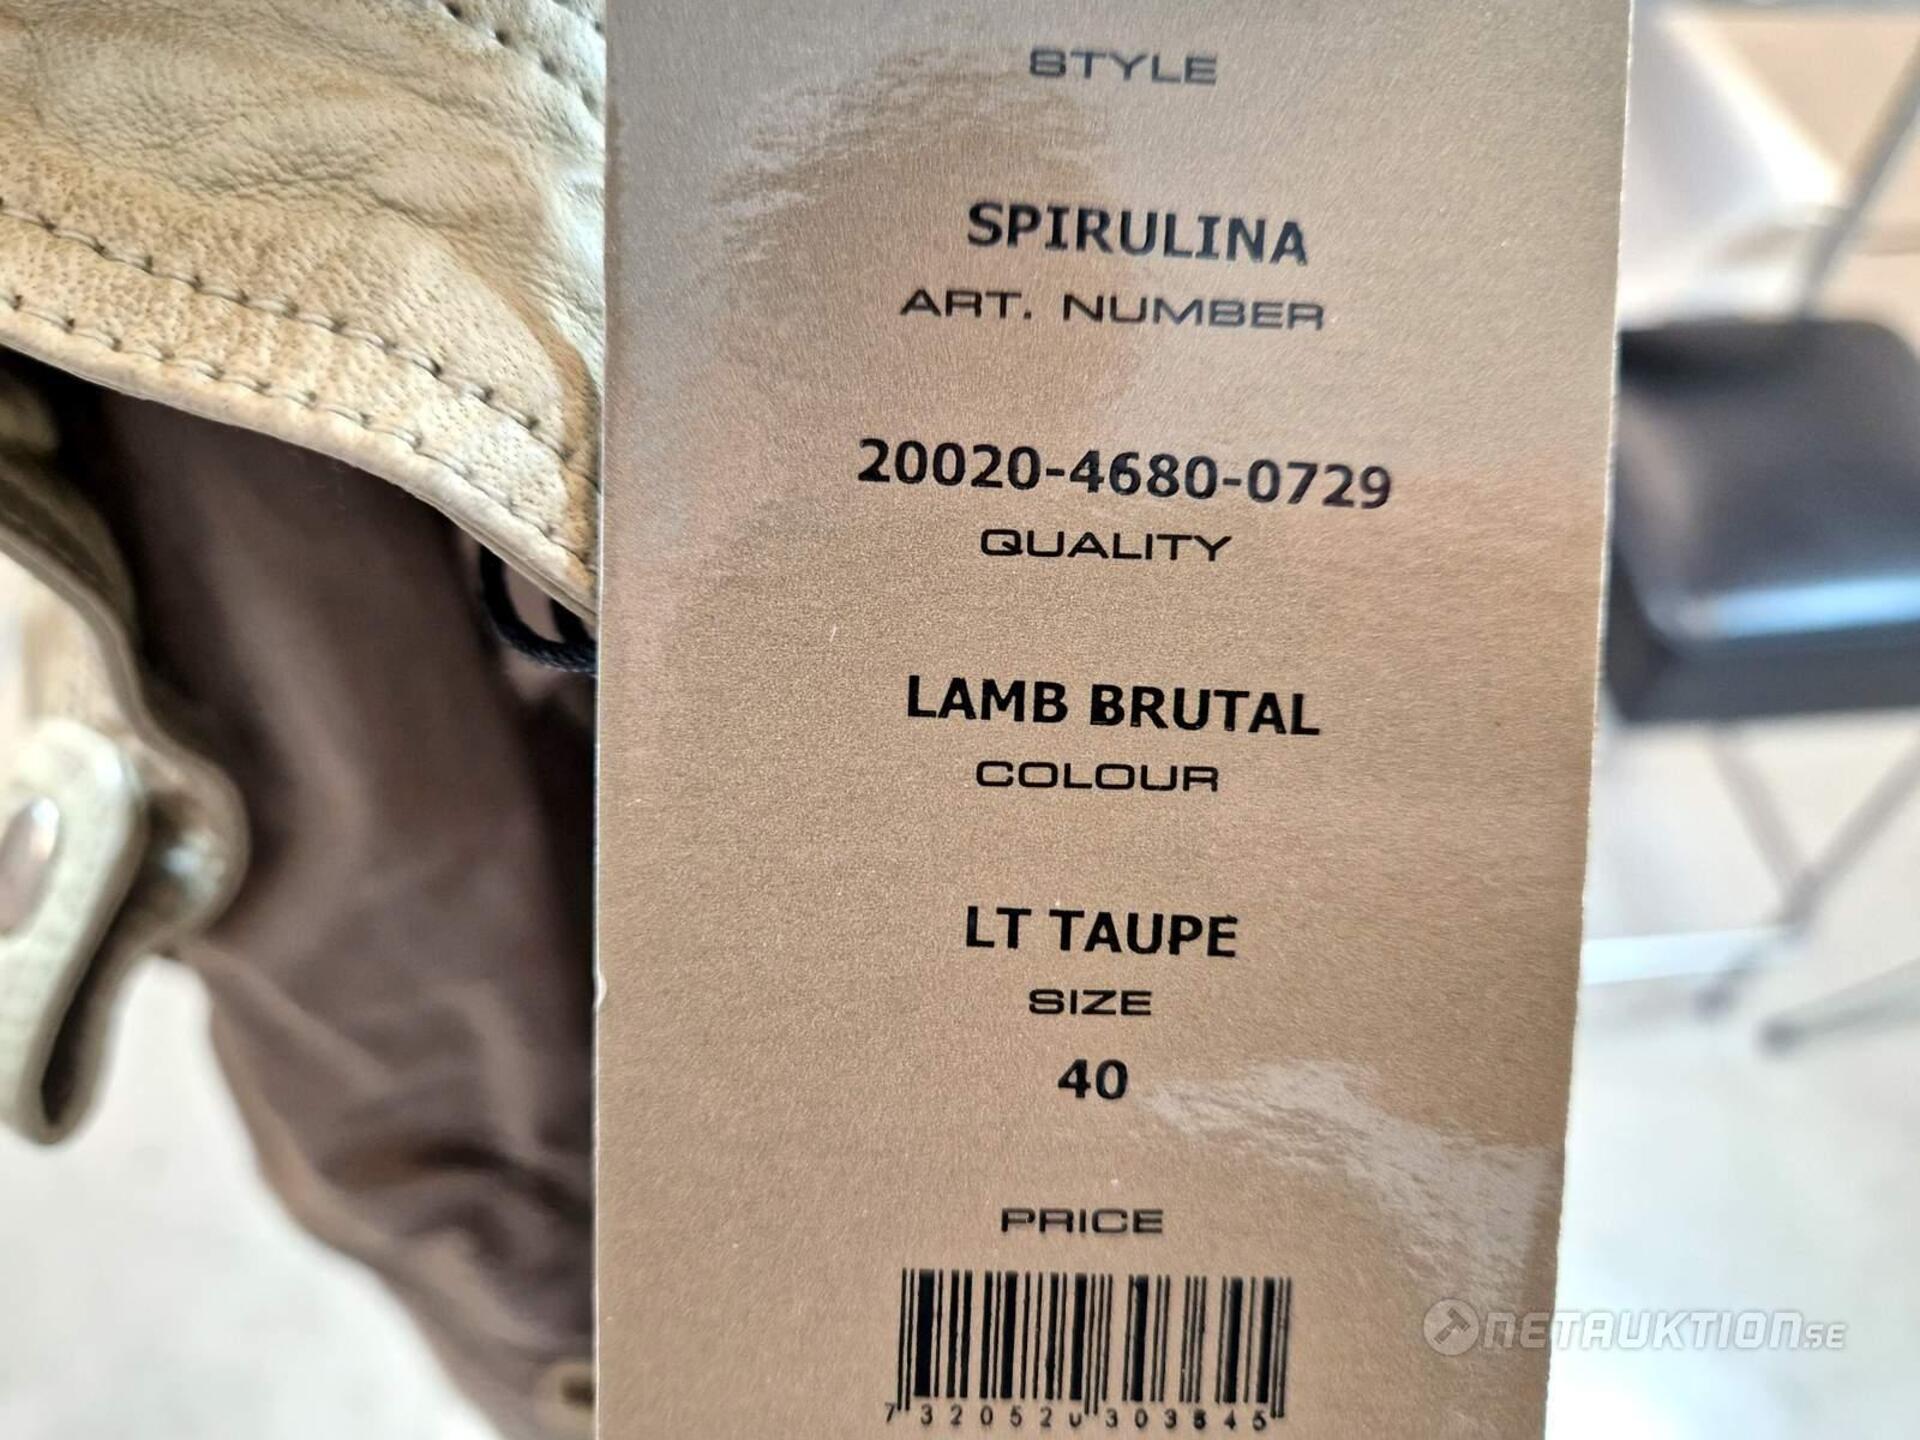 STYLE
SPIRULINA
ART. NUMBER
20020-4680-0729
QUALITY
LAMB BRUTAL
COLOUR
LT TAUPE
SIZE
40
PRICE
NETAUKTION.SE